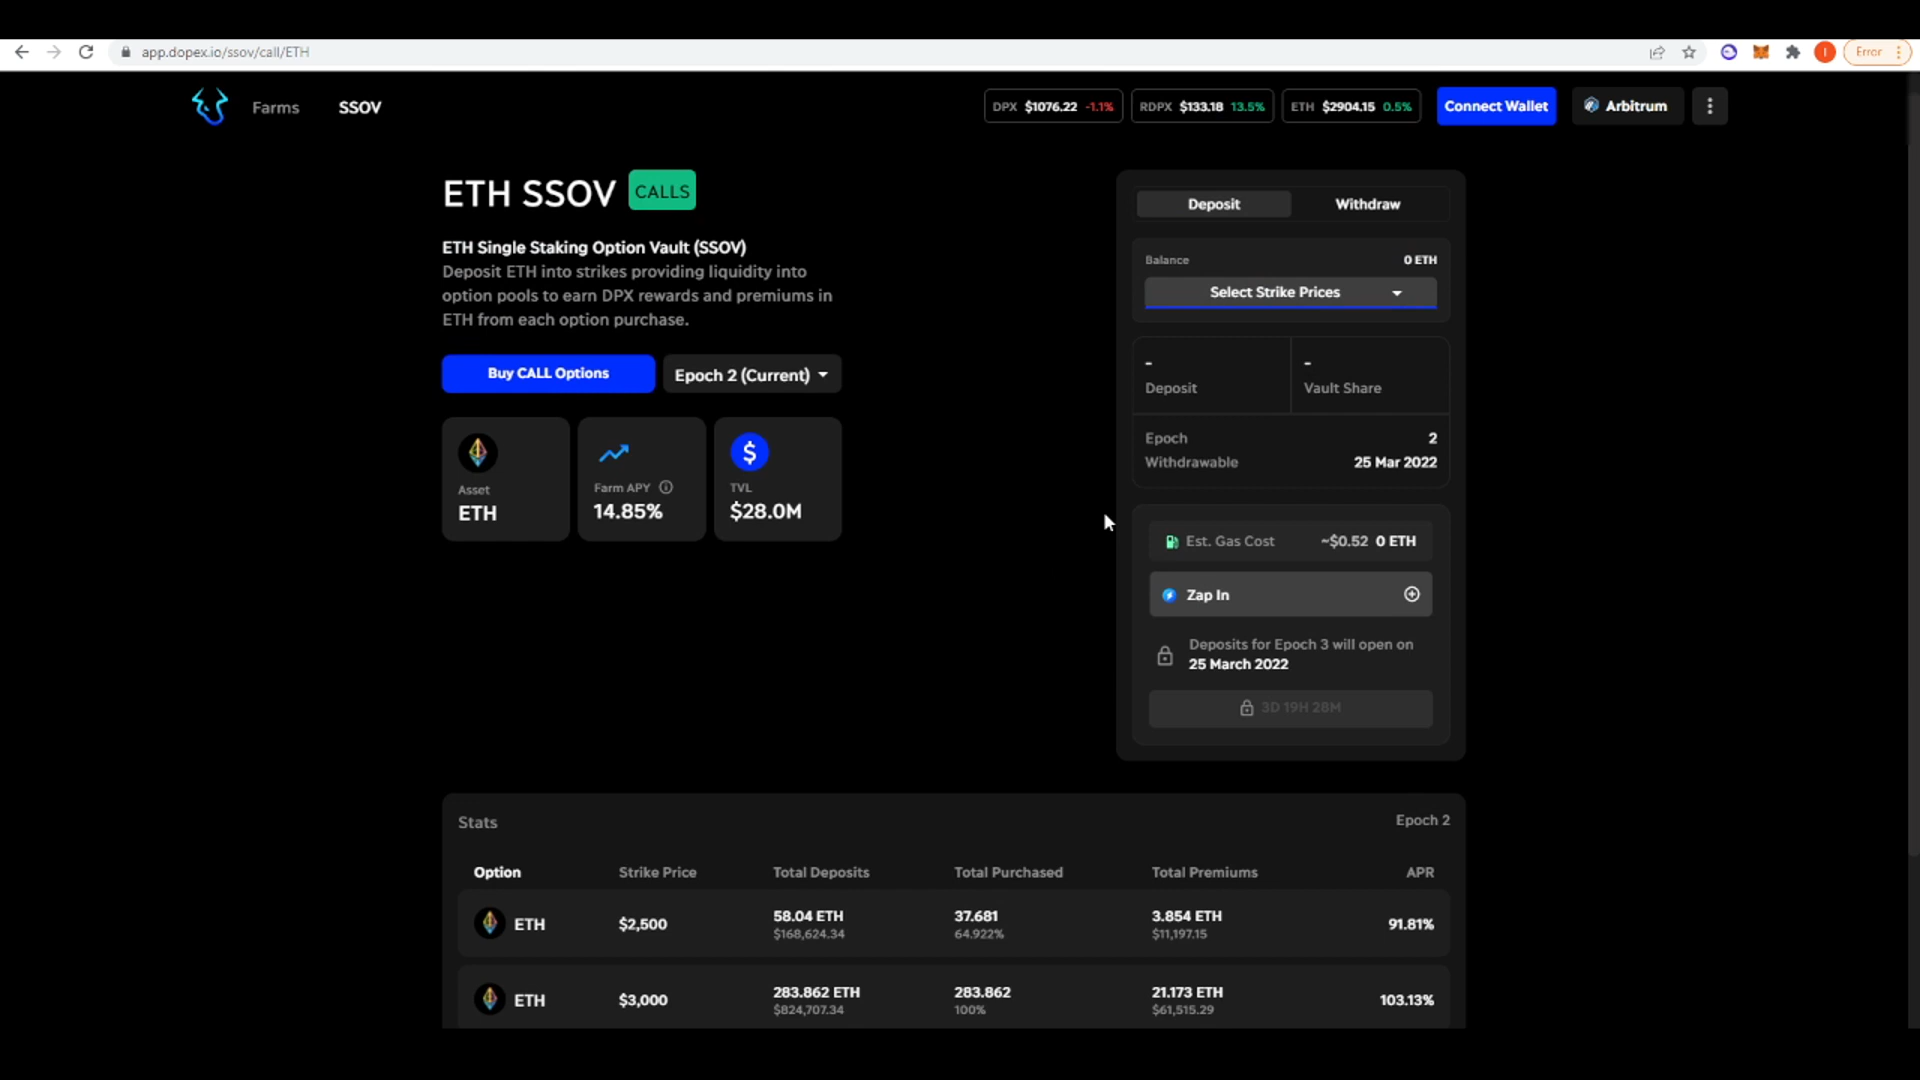 app.dopex.io/ssov/call/ETH
Error
Farms
SSOV
DPX $1076.22 -1.1%
RDPX $133.18 13.5%
ETH $2904.15 0.5%
Connect Wallet
Arbitrum
ETH SSOV CALLS
ETH Single Staking Option Vault (SSOV)
Deposit ETH into strikes providing liquidity into
option pools to earn DPX rewards and premiums in
ETH from each option purchase.
Buy CALL Options
Epoch 2 (Current)
Asset
ETH
Farm APY
14.85%
$
TVL
$28.0M
Deposit
Withdraw
Balance
0 ETH
Select Strike Prices
-
Deposit
-
Vault Share
Epoch
2
Withdrawable
25 Mar 2022
Est. Gas Cost
~$0.52 0 ETH
Zap In
Deposits for Epoch 3 will open on
25 March 2022
3D 19H 28M
Stats
Epoch 2
Option Strike Price Total Deposits Total Purchased Total Premiums APR
ETH $2,500 58.04 ETH 37.681 3.854 ETH 91.81%
$168,624.34 64.922% $11,197.15
ETH $3,000 283.862 ETH 283.862 21.173 ETH 103.13%
$824,707.34 100% $61,515.29